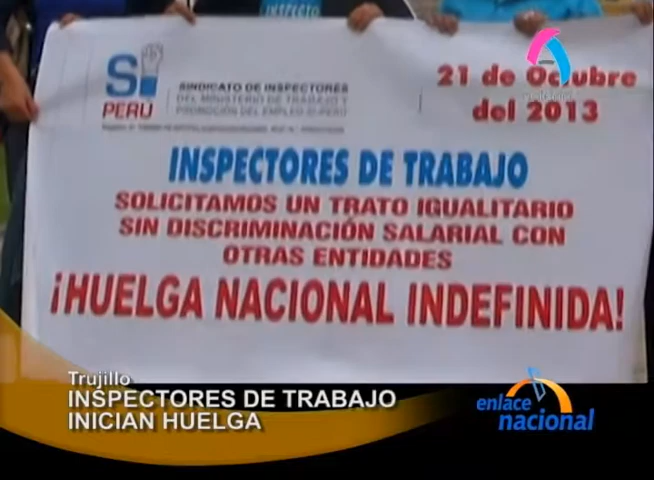 INSPECTO
SI
PERÚ
SINDICATO DE INSPECTORES
DEL MINISTERIO DE TRABAJO Y
PROMOCIÓN DEL EMPLEO
21 de Octubre
del 2013
INSPECTORES DE TRABAJO
SOLICITAMOS UN TRATO IGUALITARIO
SIN DISCRIMINACIÓN SALARIAL CON
OTRAS ENTIDADES
¡HUELGA NACIONAL INDEFINIDA!
Trujillo
INSPECTORES DE TRABAJO
INICIAN HUELGA
enlace
nacional